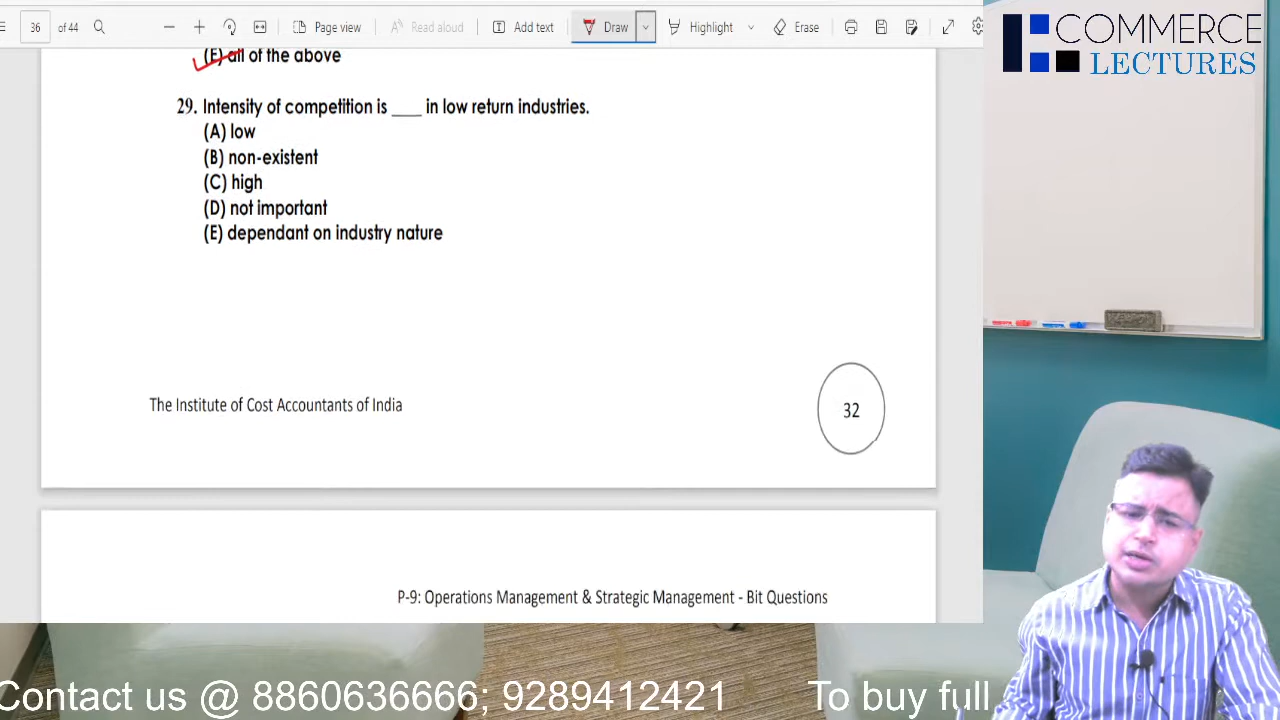 36 of 44 Page view Read aloud Add text Draw Highlight Erase
COMMERCE
LECTURES
(E) all of the above
29. Intensity of competition is ____ in low return industries.
(A) low
(B) non-existent
(C) high
(D) not important
(E) dependant on industry nature
The Institute of Cost Accountants of India
32
P-9: Operations Management & Strategic Management - Bit Questions
Contact us @ 8860636666; 9289412421 To buy full